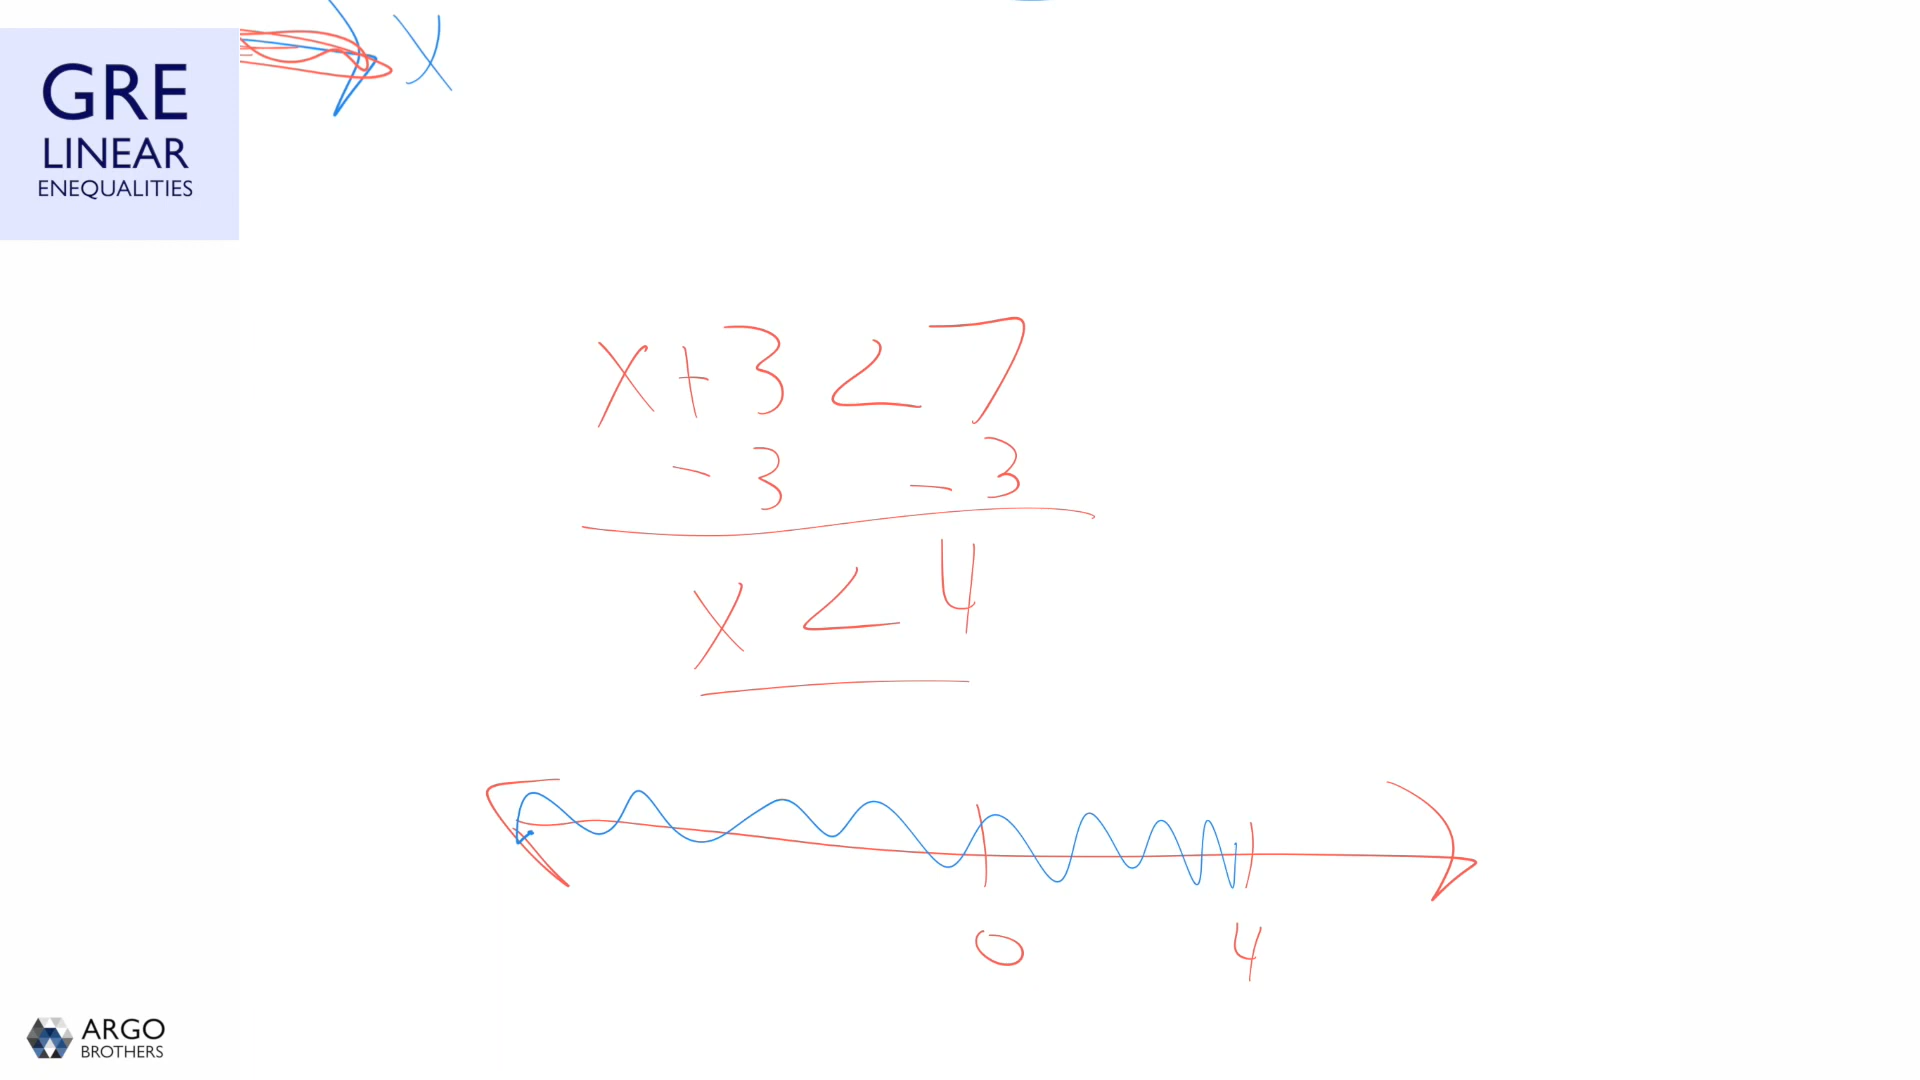 GRE
LINEAR
ENEQUALITIES
X
x + 3 < 7
- 3 - 3
x < 4
0 4
ARGO
BROTHERS